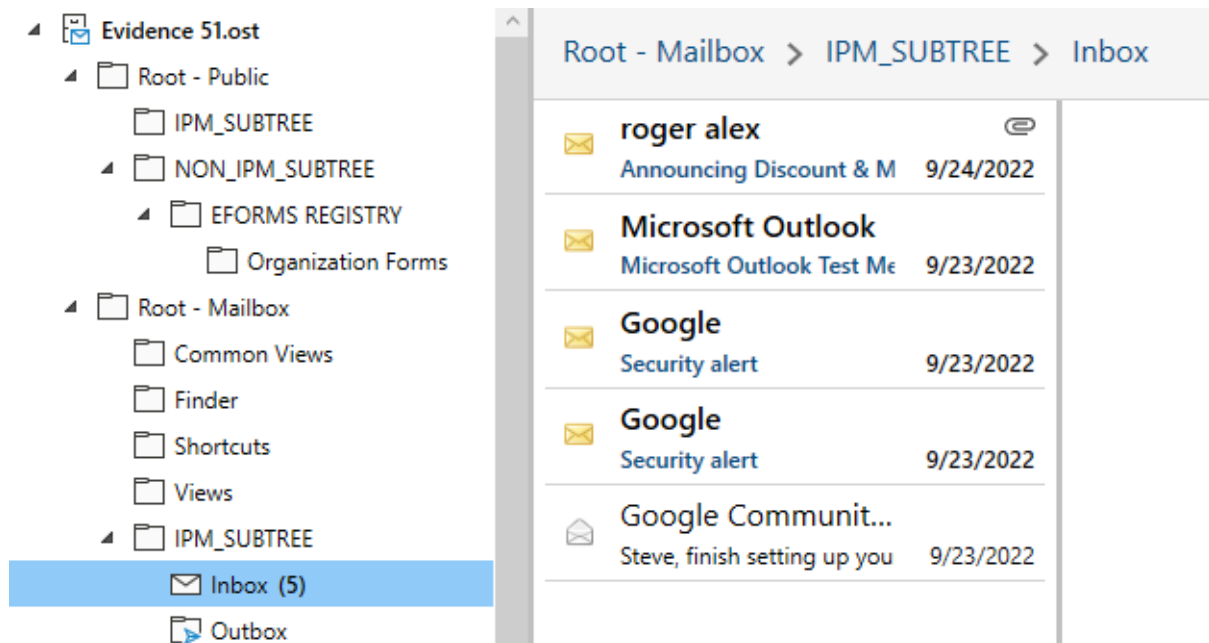 Evidence 51.ost
Root - Public
IPM_SUBTREE
NON_IPM_SUBTREE
EFORMS REGISTRY
Organization Forms
Root - Mailbox
Common Views
Finder
Shortcuts
Views
IPM_SUBTREE
Inbox (5)
Outbox
Root - Mailbox > IPM_SUBTREE > Inbox
roger alex
Announcing Discount & M 9/24/2022
Microsoft Outlook
Microsoft Outlook Test Me 9/23/2022
Google
Security alert 9/23/2022
Google
Security alert 9/23/2022
Google Communit...
Steve, finish setting up you 9/23/2022